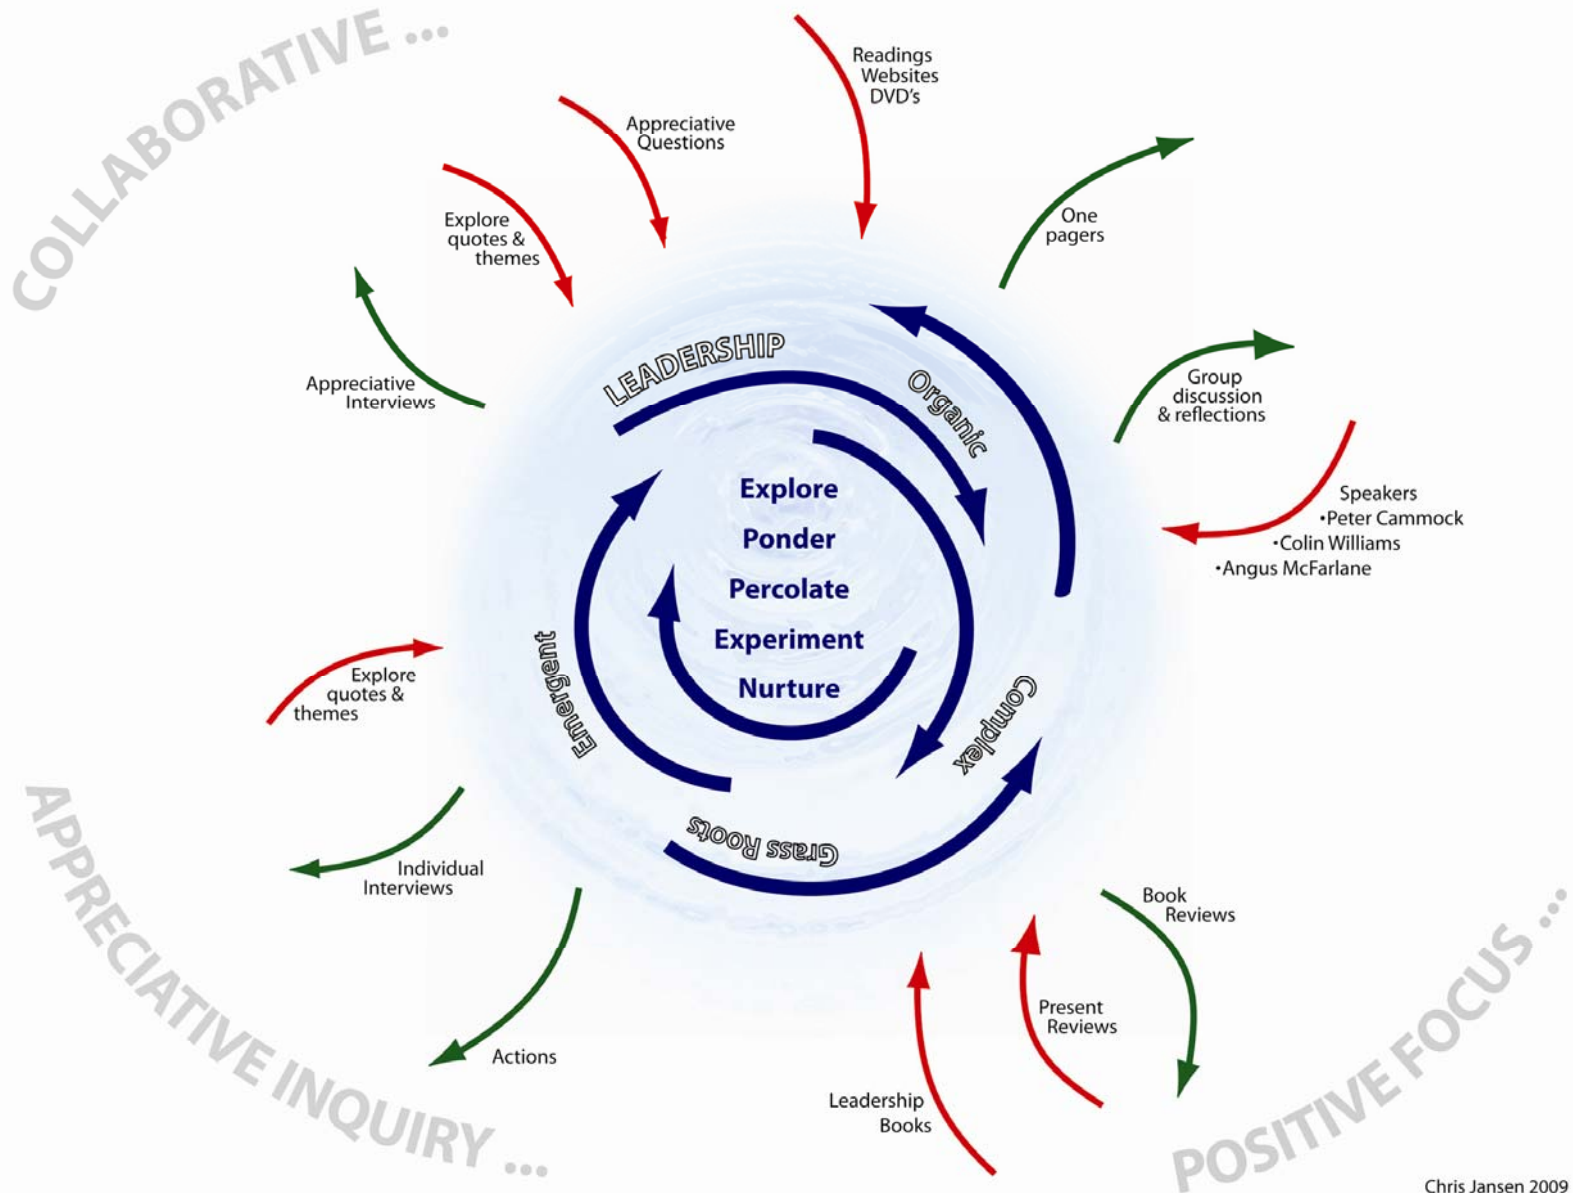 COLLABORATIVE ...
Readings
Websites
DVD's
Appreciative
Questions
Explore
quotes &
themes
One
pagers
Appreciative
Interviews
Group
discussion
& reflections
Speakers
•Peter Cammock
•Colin Williams
•Angus McFarlane
LEADERSHIP
Organic
Complex
Grass Roots
Emergent
Explore
Ponder
Percolate
Experiment
Nurture
Explore
quotes &
themes
Individual
Interviews
Actions
Book
Reviews
Present
Reviews
Leadership
Books
APPRECIATIVE INQUIRY ...
POSITIVE FOCUS ...
Chris Jansen 2009